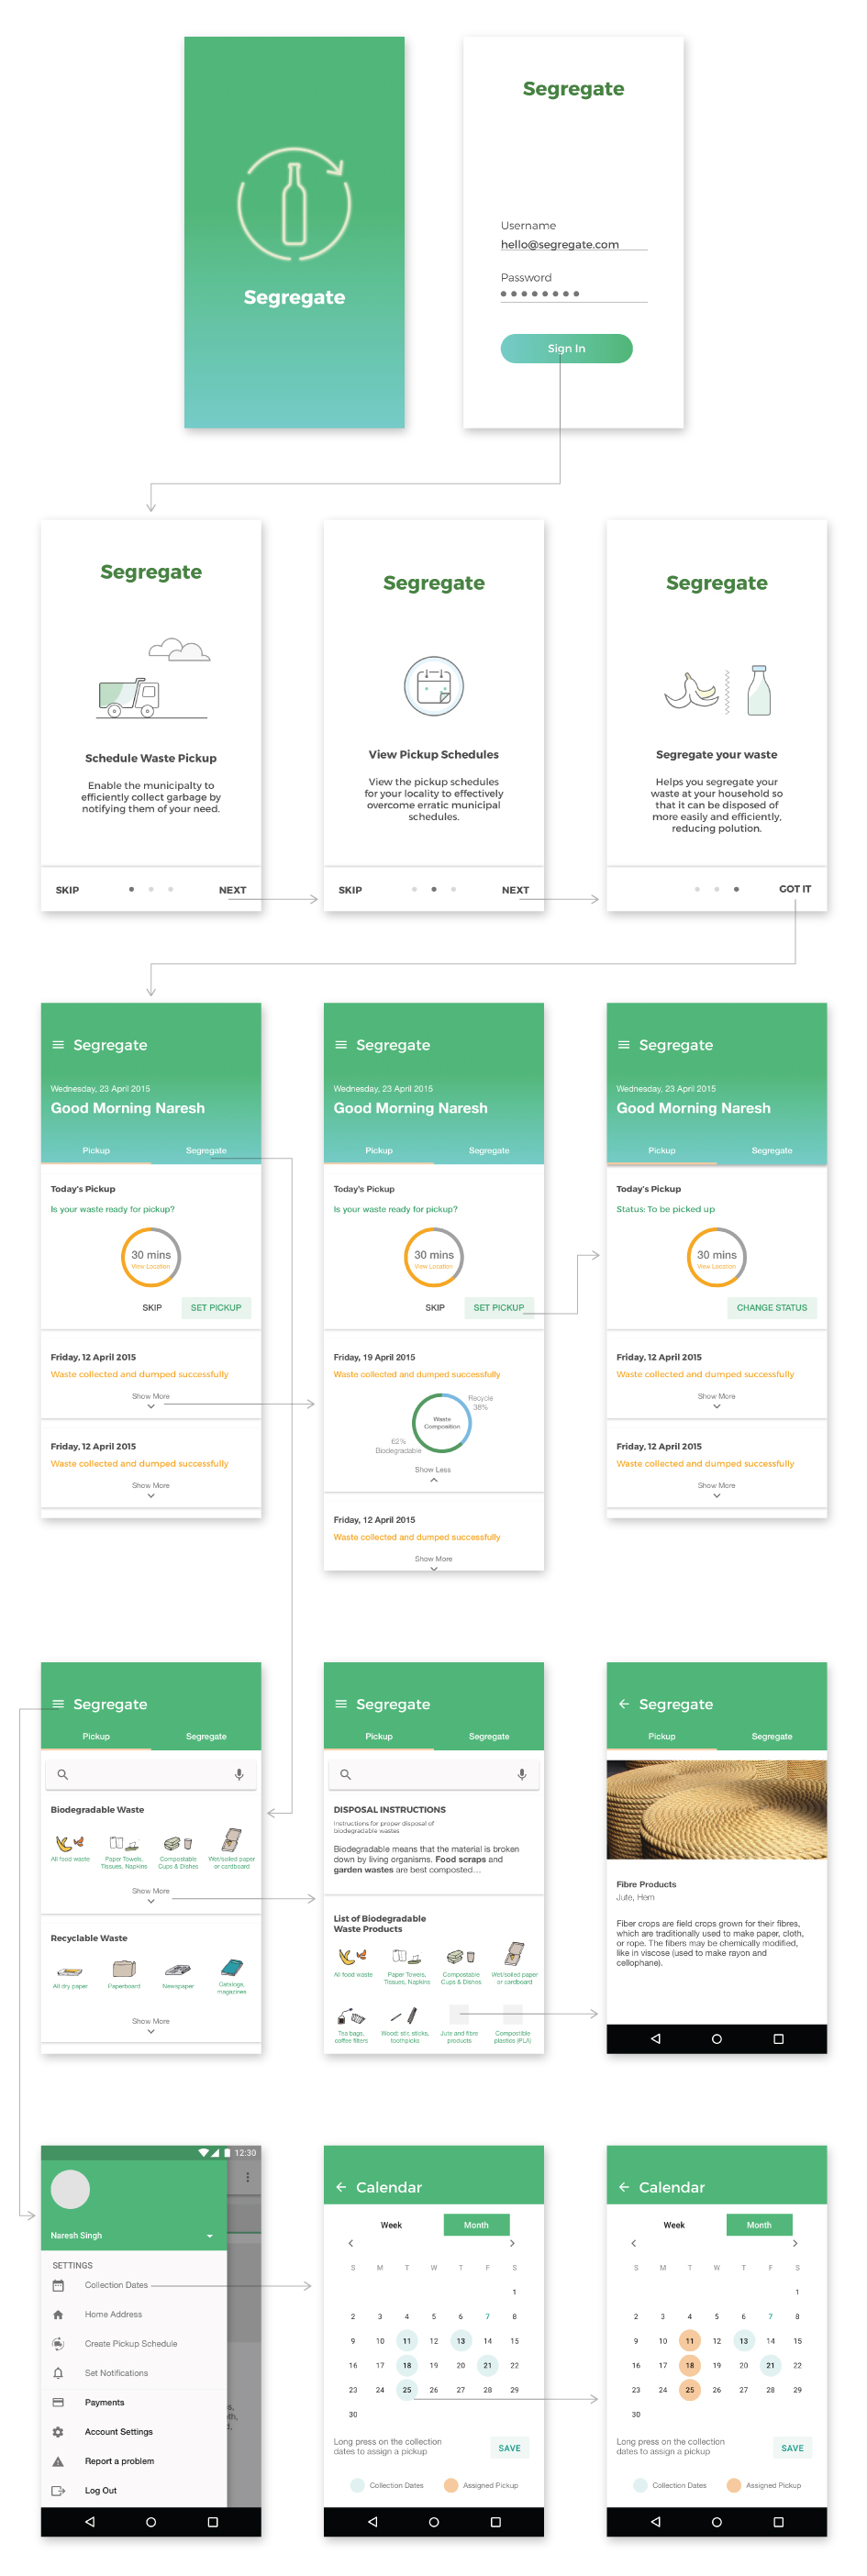 Segregate
Segregate
Username
hello@segregate.com
Password
Sign In
Segregate
Schedule Waste Pickup
Enable the municipalty to
efficiently collect garbage by
notifying them of your need.
SKIP
NEXT
Segregate
View Pickup Schedules
View the pickup schedules
for your locality to effectively
overcome erratic municipal
schedules.
SKIP
NEXT
Segregate
Segregate your waste
Helps you segregate your
waste at your household so
that it can be disposed of
more easily and efficiently,
reducing polution.
GOT IT
Segregate
Wednesday, 23 April 2015
Good Morning Naresh
Pickup Segregate
Today's Pickup
Is your waste ready for pickup?
30 mins
View Location
SKIP SET PICKUP
Friday, 12 April 2015
Waste collected and dumped successfully
Show More
Friday, 12 April 2015
Waste collected and dumped successfully
Show More
Segregate
Wednesday, 23 April 2015
Good Morning Naresh
Pickup Segregate
Today's Pickup
Is your waste ready for pickup?
30 mins
View Location
SKIP SET PICKUP
Friday, 19 April 2015
Waste collected and dumped successfully
Recycle
38%
Waste
Composition
62%
Biodegradable
Show Less
Friday, 12 April 2015
Waste collected and dumped successfully
Show More
Segregate
Wednesday, 23 April 2015
Good Morning Naresh
Pickup Segregate
Today's Pickup
Status: To be picked up
30 mins
View Location
CHANGE STATUS
Friday, 12 April 2015
Waste collected and dumped successfully
Show More
Friday, 12 April 2015
Waste collected and dumped successfully
Show More
Segregate
Pickup Segregate
Biodegradable Waste
All food waste
Paper Towels,
Tissues, Napkins
Compostable
Cups & Dishes
Wet/soiled paper
or cardboard
Show More
Recyclable Waste
All dry paper
Paperboard
Newspaper
Catalogs,
magazines
Show More
Segregate
Pickup Segregate
DISPOSAL INSTRUCTIONS
Instructions for proper disposal of
biodegradable wastes
Biodegradable means that the material is broken
down by living organisms. Food scraps and
garden wastes are best composted...
List of Biodegradable
Waste Products
All food waste
Paper Towels,
Tissues, Napkins
Compostable
Cups & Dishes
Wet/soiled paper
or cardboard
Tea bags,
coffee filters
Wood: stir, sticks,
toothpicks
Jute and fibre
products
Compostible
plastics (PLA)
Segregate
Pickup Segregate
Fibre Products
Jute, Hem
Fiber crops are field crops grown for their fibres,
which are traditionally used to make paper, cloth,
or rope. The fibers may be chemically modified,
like in viscose (used to make rayon and
cellophane).
12:30
Naresh Singh
SETTINGS
Collection Dates
Home Address
Create Pickup Schedule
Set Notifications
Payments
Account Settings
Report a problem
Log Out
Calendar
Week Month
S M T W T F S
1
2 3 4 5 6 7 8
9 10 11 12 13 14 15
16 17 18 19 20 21 22
23 24 25 26 27 28 29
30
Long press on the collection
dates to assign a pickup
SAVE
Collection Dates Assigned Pickup
Calendar
Week Month
S M T W T F S
1
2 3 4 5 6 7 8
9 10 11 12 13 14 15
16 17 18 19 20 21 22
23 24 25 26 27 28 29
30
Long press on the collection
dates to assign a pickup
SAVE
Collection Dates Assigned Pickup